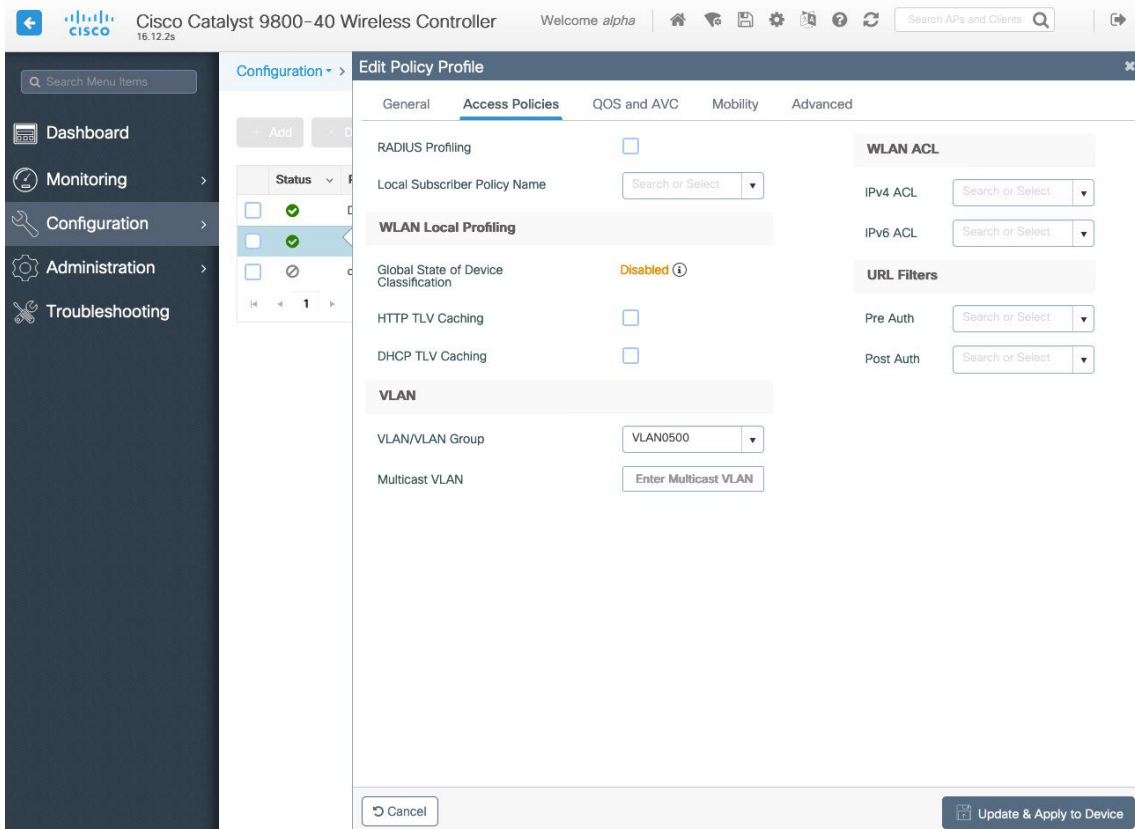 CISCO
Cisco Catalyst 9800-40 Wireless Controller
16.12.2s
Welcome alpha
Search APs and Clients
Search Menu Items
Dashboard
Monitoring
Configuration
Administration
Troubleshooting
Configuration >
+ Add
Status
1
Edit Policy Profile
General Access Policies QOS and AVC Mobility Advanced
RADIUS Profiling
Local Subscriber Policy Name Search or Select
WLAN Local Profiling
Global State of Device
Classification
Disabled
HTTP TLV Caching
DHCP TLV Caching
VLAN
VLAN/VLAN Group VLAN0500
Multicast VLAN Enter Multicast VLAN
WLAN ACL
IPv4 ACL Search or Select
IPv6 ACL Search or Select
URL Filters
Pre Auth Search or Select
Post Auth Search or Select
Cancel
Update & Apply to Device